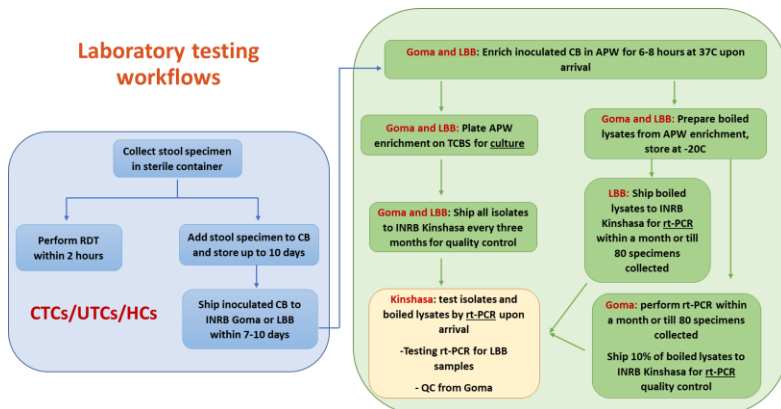 Laboratory testing
workflows
Collect stool specimen
in sterile container
Perform RDT
within 2 hours
Add stool specimen to CB
and store up to 10 days
Ship inoculated CB to
INRB Goma or LBB
within 7-10 days
CTCs/UTCs/HCs
Goma and LBB: Enrich inoculated CB in APW for 6-8 hours at 37C upon
arrival
Goma and LBB: Plate APW
enrichment on TCBS for culture
Goma and LBB: Ship all isolates
to INRB Kinshasa every three
months for quality control
Goma and LBB: Prepare boiled
lysates from APW enrichment,
store at -20C
LBB: Ship boiled
lysates to INRB
Kinshasa for rt-PCR
within a month or till
80 specimens
collected
Kinshasa: test isolates and
boiled lysates by rt-PCR upon
arrival
-Testing rt-PCR for LBB
samples
- QC from Goma
Goma: perform rt-PCR within
a month or till 80 specimens
collected
Ship 10% of boiled lysates to
INRB Kinshasa for rt-PCR
quality control